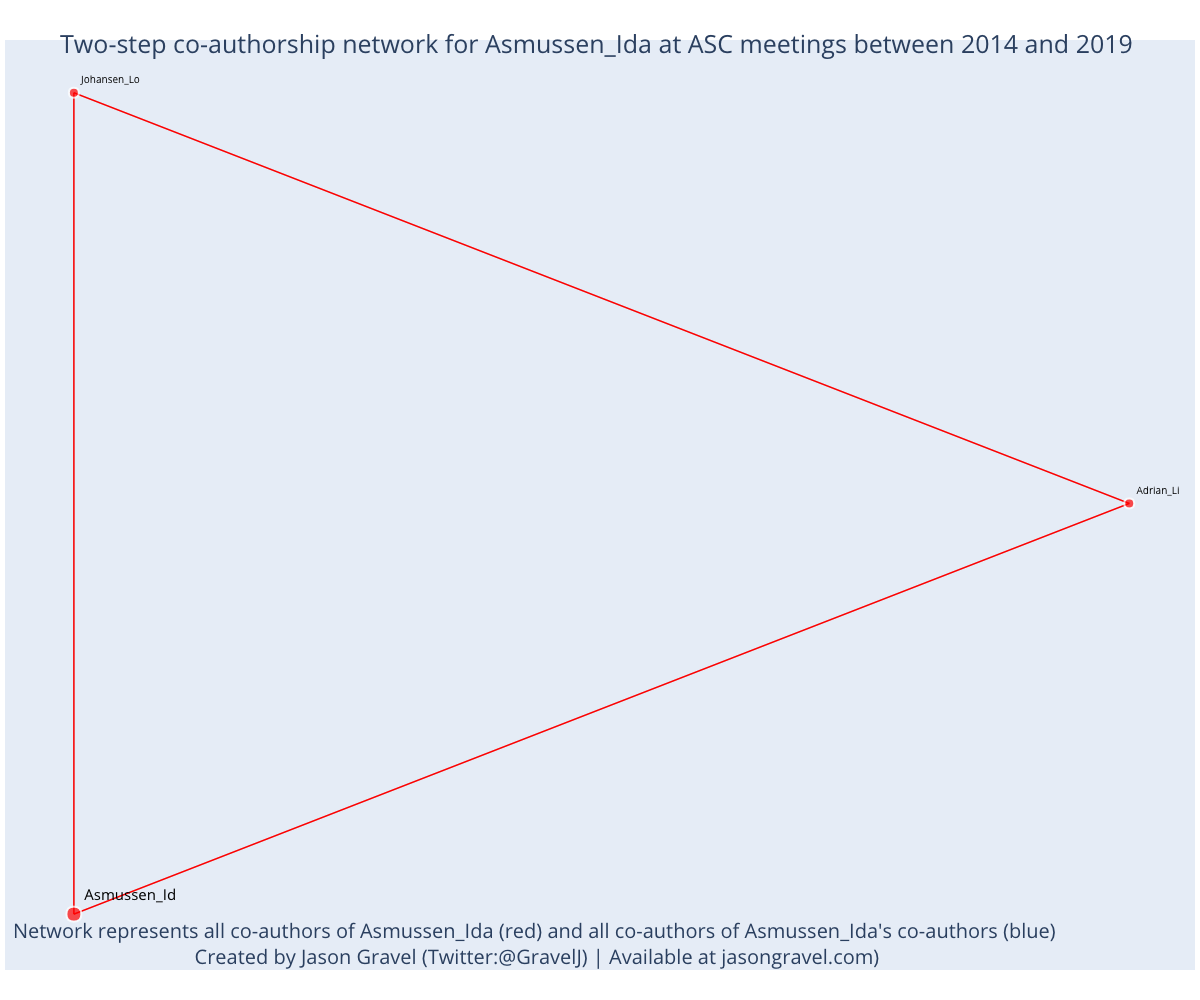 Two-step co-authorship network for Asmussen_Ida at ASC meetings between 2014 and 2019
Johansen_Lo
Adrian_Li
Asmussen_Id
Network represents all co-authors of Asmussen_Ida (red) and all co-authors of Asmussen_Ida's co-authors (blue)
Created by Jason Gravel (Twitter:@GravelJ) | Available at jasongravel.com)